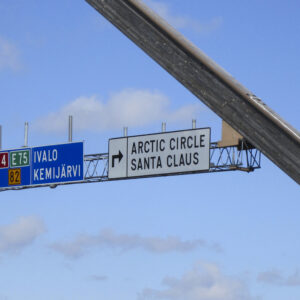 4 E75 IVALO
82 KEMIJÄRVI
ARCTIC CIRCLE
SANTA CLAUS